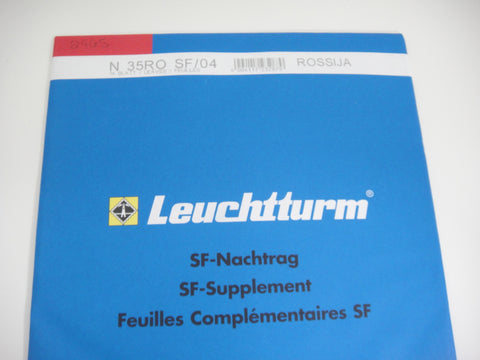 N 35RO SF/04 ROSSIJA
Leuchtturm®
SF-Nachtrag
SF-Supplement
Feuilles Complémentaires SF